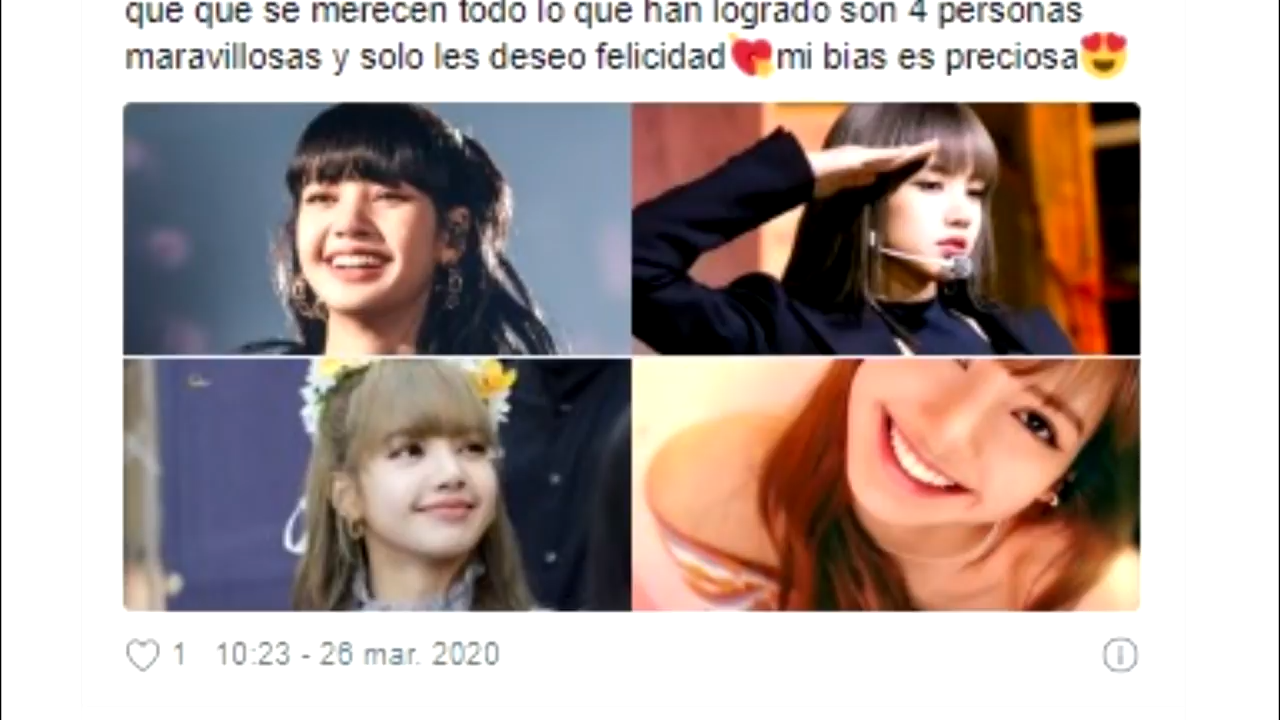 que que se merecen todo lo que han logrado son 4 personas
maravillosas y solo les deseo felicidad💘mi bias es preciosa😍
1 10:23 - 26 mar. 2020